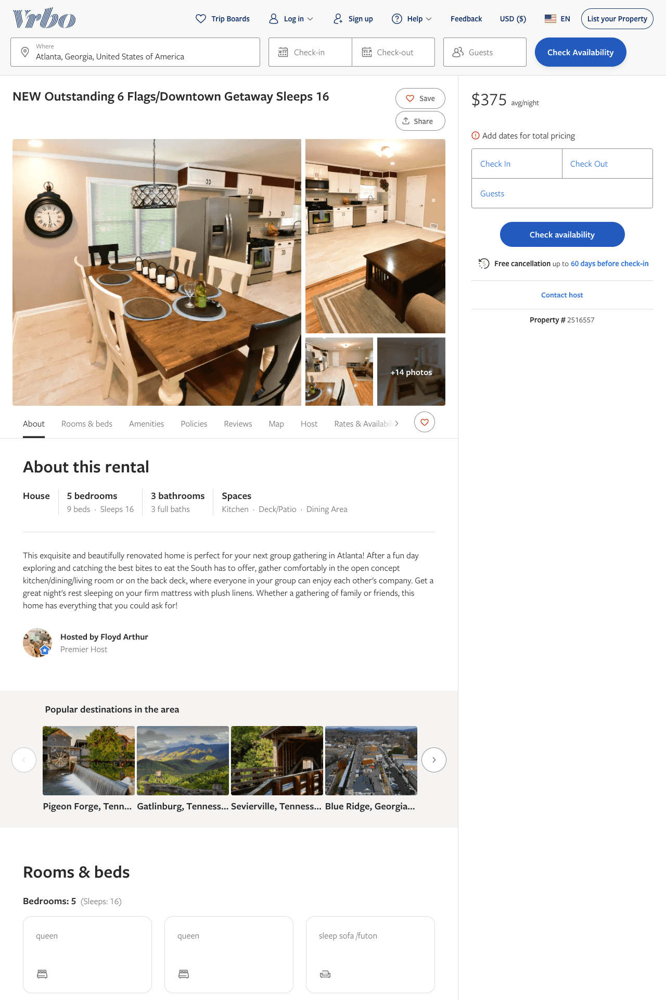 Vrbo
Trip Boards
Log in
Sign up
Help
Feedback
USD ($)
EN
List your Property
Where
Atlanta, Georgia, United States of America
Check-in
Check-out
Guests
Check Availability
NEW Outstanding 6 Flags/Downtown Getaway Sleeps 16
Save
Share
$375 avg/night
Add dates for total pricing
Check In
Check Out
Guests
Check availability
Free cancellation up to 60 days before check-in
Contact host
Property # 2516557
+14 photos
About
Rooms & beds
Amenities
Policies
Reviews
Map
Host
Rates & Availabili
About this rental
House
5 bedrooms
9 beds · Sleeps 16
3 bathrooms
3 full baths
Spaces
Kitchen · Deck/Patio · Dining Area
This exquisite and beautifully renovated home is perfect for your next group gathering in Atlanta! After a fun day
exploring and catching the best bites to eat the South has to offer, gather comfortably in the open concept
kitchen/dining/living room or on the back deck, where everyone in your group can enjoy each other's company. Get a
great night's rest sleeping on your firm mattress with plush linens. Whether a gathering of family or friends, this
home has everything that you could ask for!
Hosted by Floyd Arthur
Premier Host
Popular destinations in the area
Pigeon Forge, Tenn...
Gatlinburg, Tenness...
Sevierville, Tenness...
Blue Ridge, Georgia...
Rooms & beds
Bedrooms: 5 (Sleeps: 16)
queen
queen
sleep sofa /futon